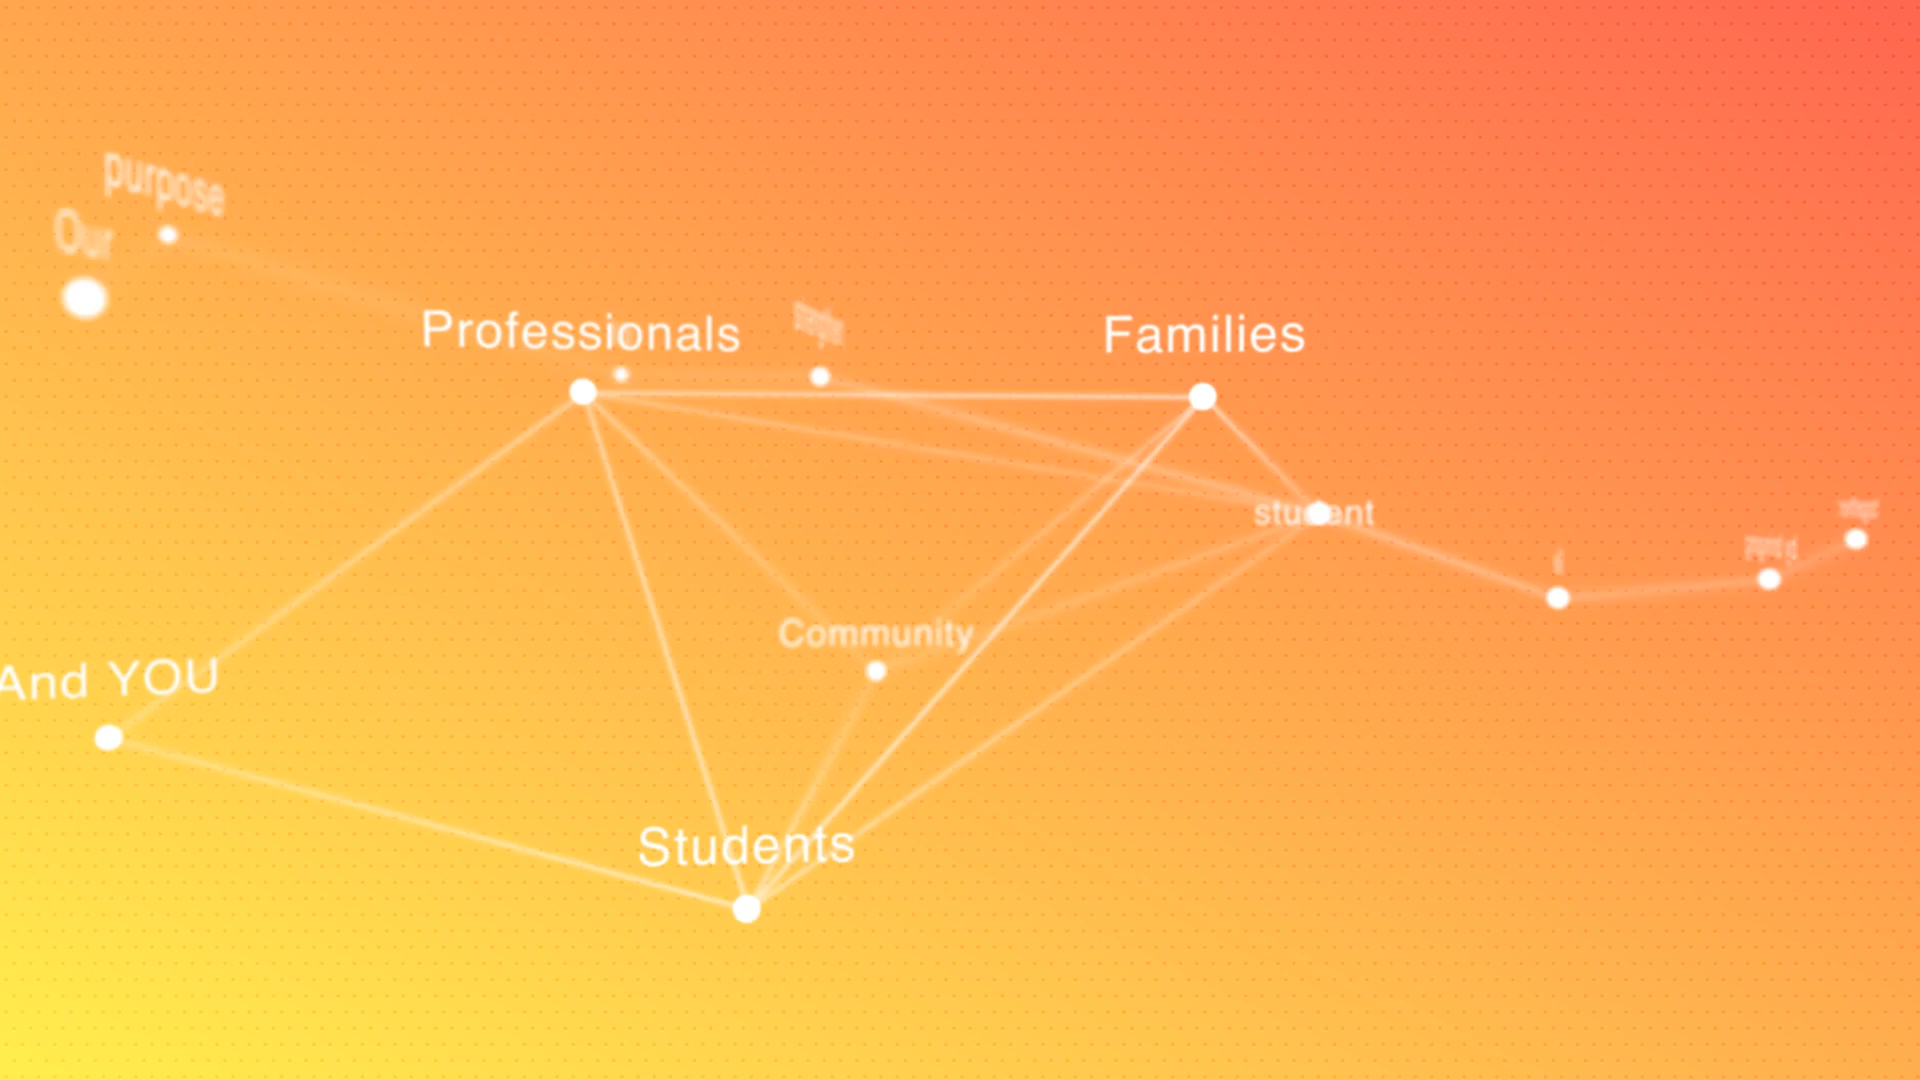 purpose
Our
Professionals
Families
student
Community
And YOU
Students